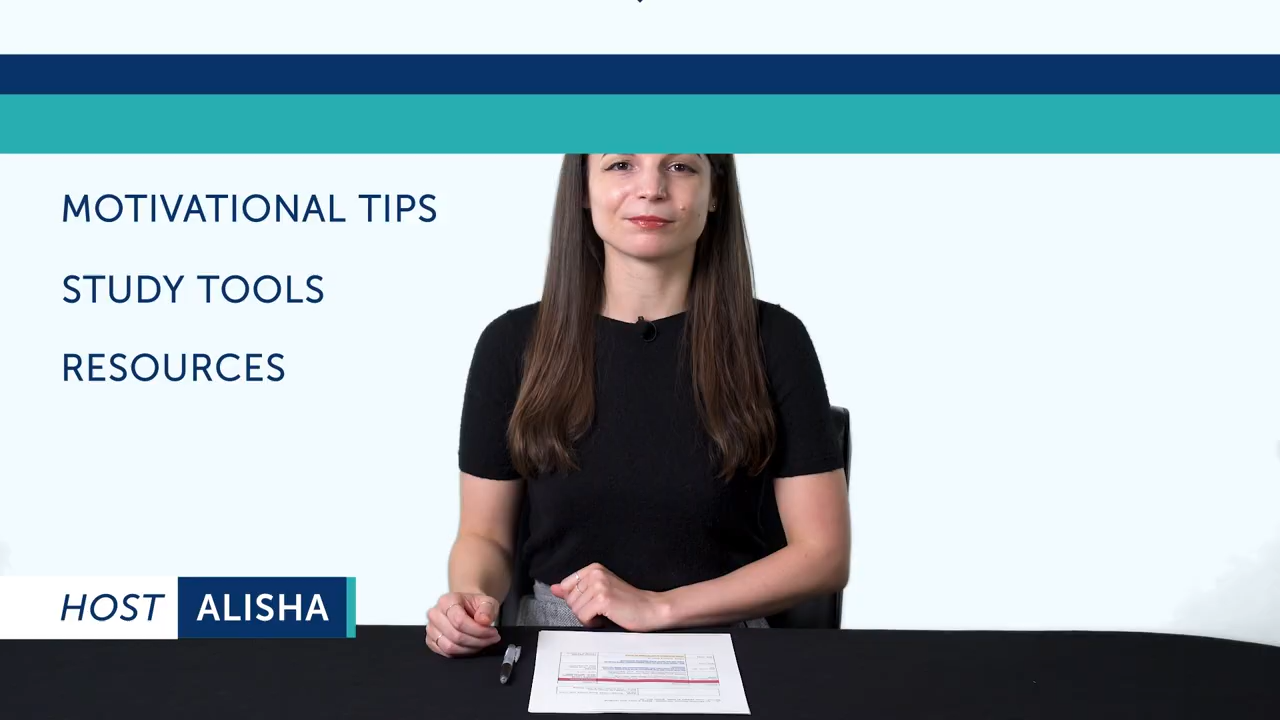 MOTIVATIONAL TIPS
STUDY TOOLS
RESOURCES
HOST ALISHA